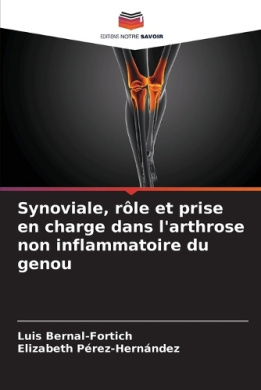 EDITIONS NOTRE SAVOIR
Synoviale, rôle et prise
en charge dans l'arthrose
non inflammatoire du
genou
Luis Bernal-Fortich
Elizabeth Pérez-Hernández